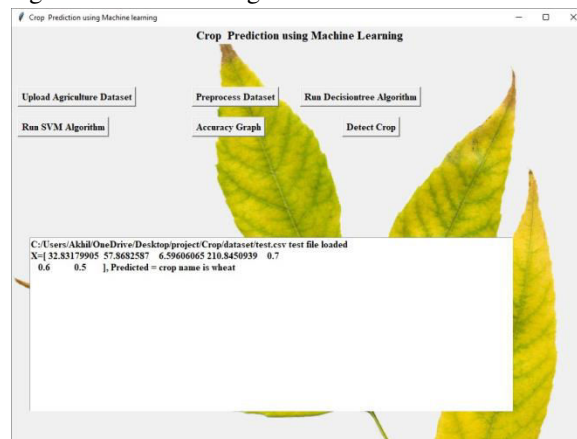 Crop Prediction using Machine learning
Crop Prediction using Machine Learning
Upload Agriculture Dataset
Preprocess Dataset
Run Decisiontree Algorithm
Run SVM Algorithm
Accuracy Graph
Detect Crop
C:/Users/Akhil/OneDrive/Desktop/project/Crop/dataset/test.csv test file loaded
X=[ 32.83179905 57.8682587 6.59606065 210.8450939 0.7
0.6 0.5 ], Predicted = crop name is wheat